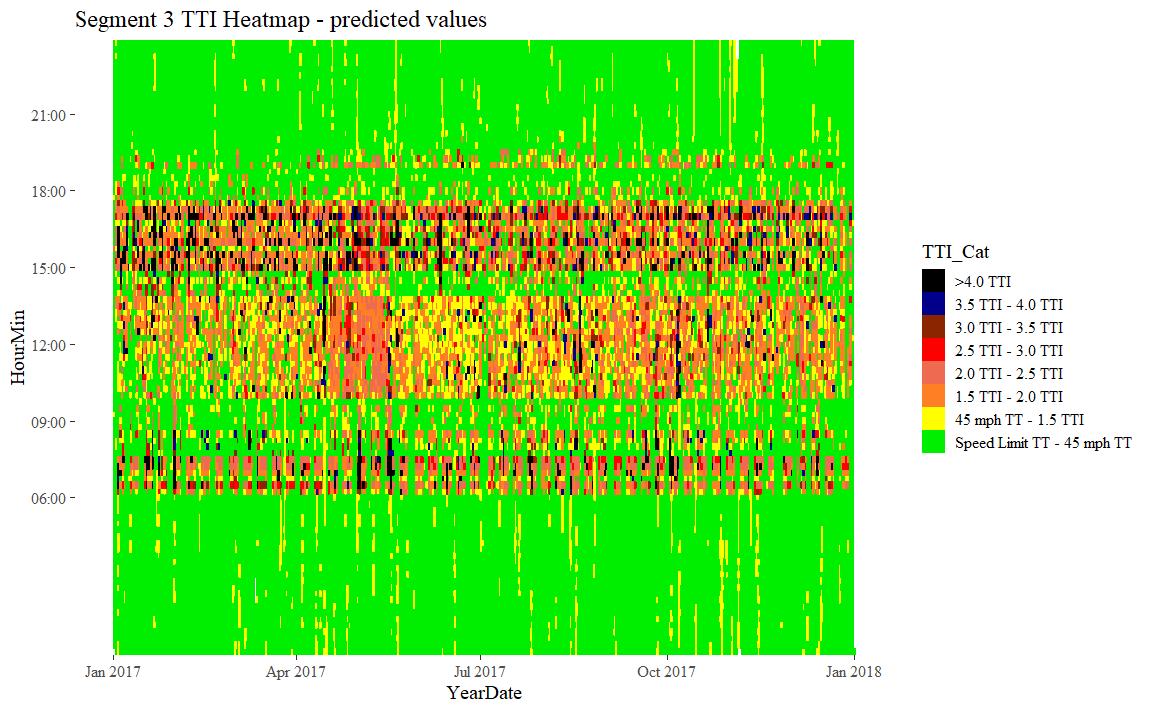 Segment 3 TTI Heatmap - predicted values
21:00
18:00
15:00
12:00
09:00
06:00
HourMin
Jan 2017
Apr 2017
Jul 2017
Oct 2017
Jan 2018
YearDate
TTI_Cat
>4.0 TTI
3.5 TTI - 4.0 TTI
3.0 TTI - 3.5 TTI
2.5 TTI - 3.0 TTI
2.0 TTI - 2.5 TTI
1.5 TTI - 2.0 TTI
45 mph TT - 1.5 TTI
Speed Limit TT - 45 mph TT